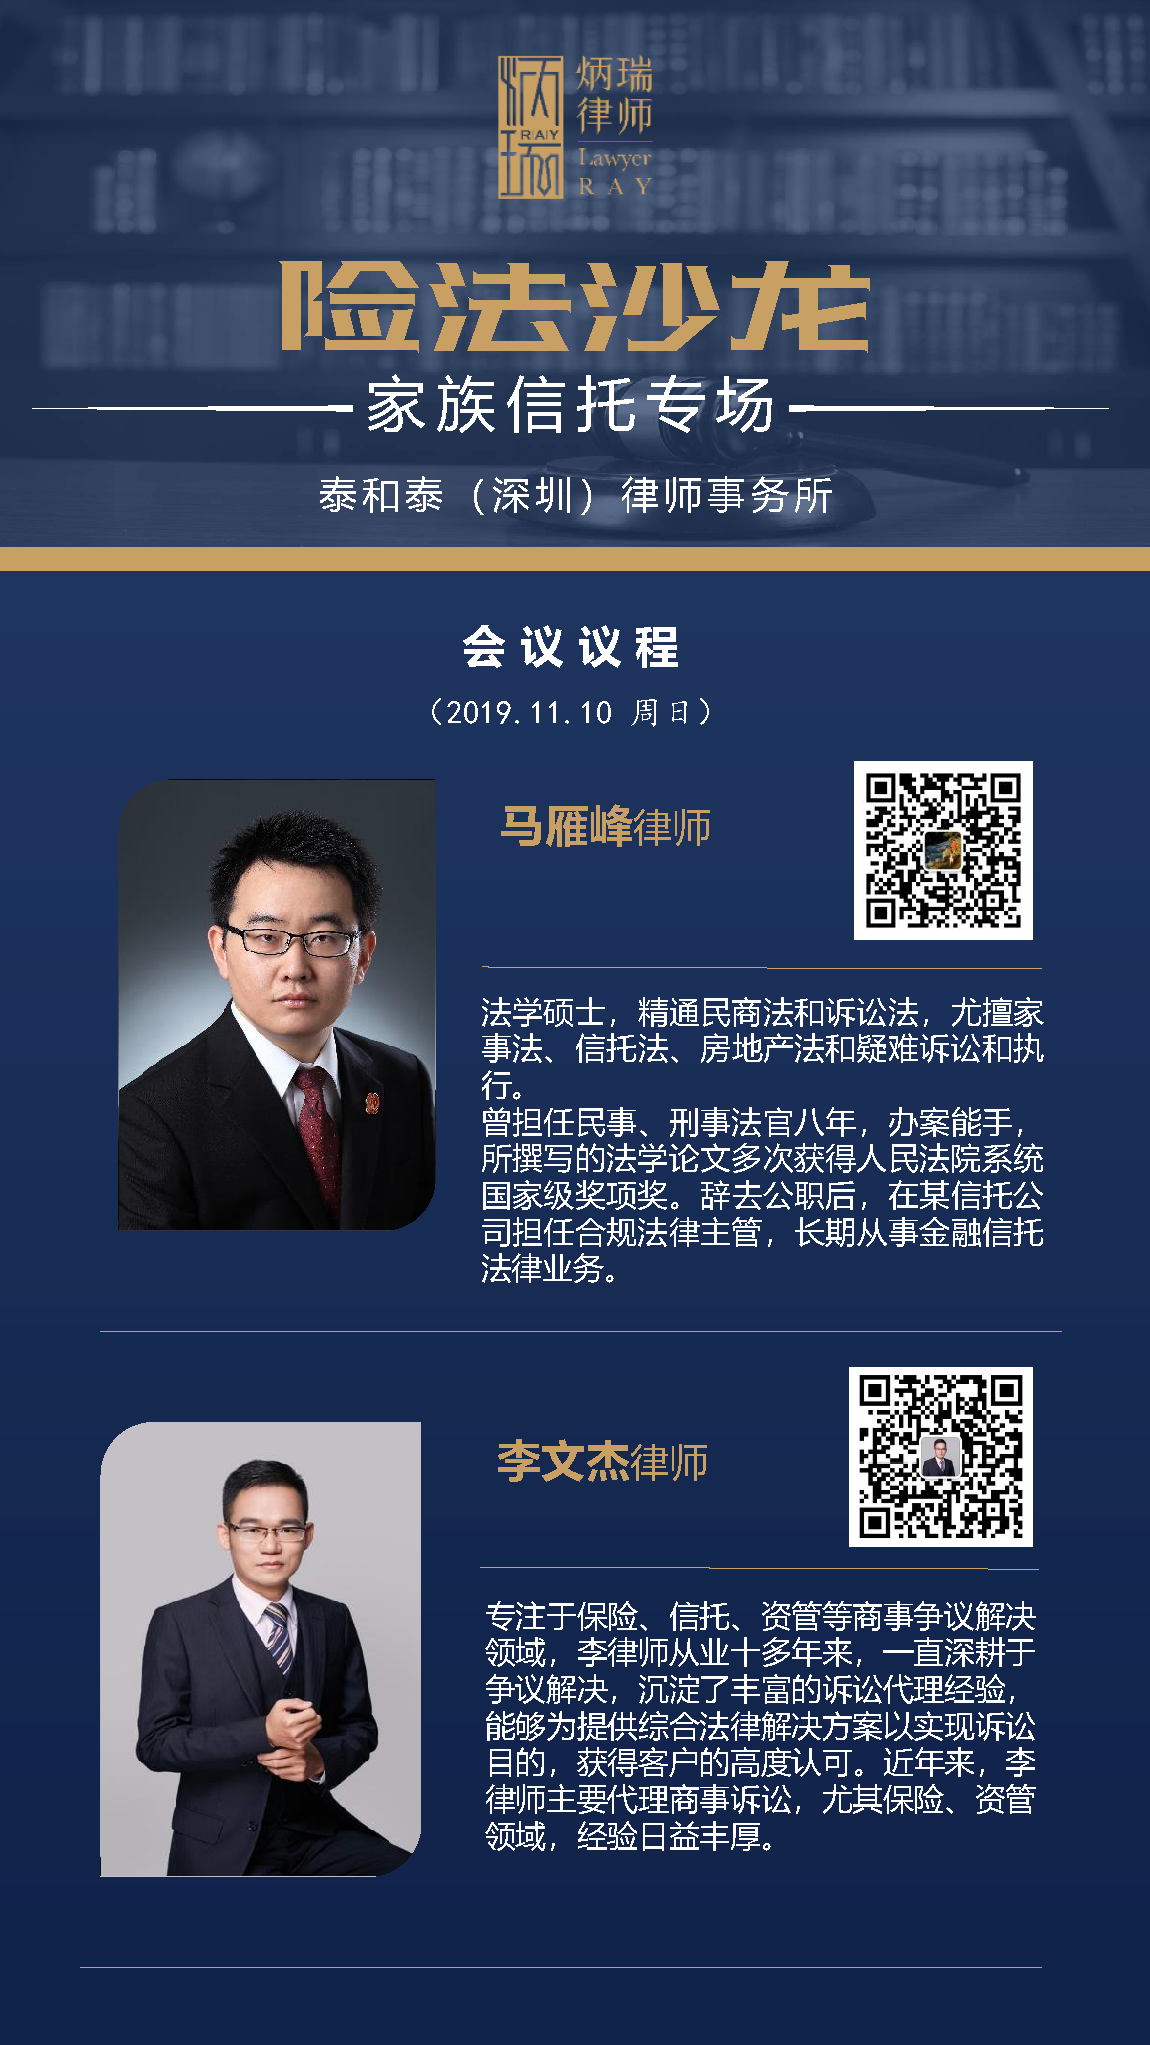 炳瑞
RAY
炳瑞
律师
Lawyer
RAY
险法沙龙
家族信托专场
泰和泰（深圳）律师事务所
会议议程
（2019.11.10 周日）
马雁峰律师
法学硕士，精通民商法和诉讼法，尤擅家
事法、信托法、房地产法和疑难诉讼和执
行。
曾担任民事、刑事法官八年，办案能手，
所撰写的法学论文多次获得人民法院系统
国家级奖项奖。辞去公职后，在某信托公
司担任合规法律主管，长期从事金融信托
法律业务。
李文杰律师
专注于保险、信托、资管等商事争议解决
领域，李律师从业十多年来，一直深耕于
争议解决，沉淀了丰富的诉讼代理经验，
能够为提供综合法律解决方案以实现诉讼
目的，获得客户的高度认可。近年来，李
律师主要代理商事诉讼，尤其保险、资管
领域，经验日益丰厚。